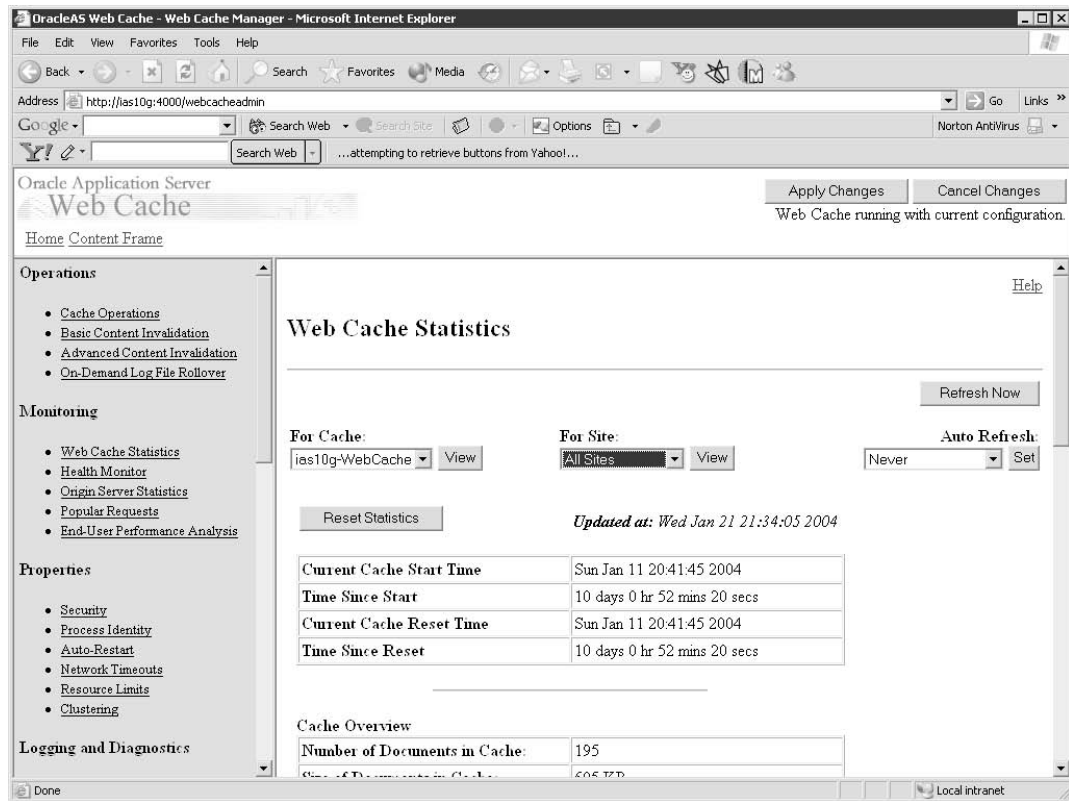 OracleAS Web Cache - Web Cache Manager - Microsoft Internet Explorer
File Edit View Favorites Tools Help
Back Search Favorites Media
Address http://ias10g:4000/webcacheadmin Go Links »
Google Search Web Search Site Options Norton AntiVirus
Y! Search Web ...attempting to retrieve buttons from Yahoo!...
Oracle Application Server
Web Cache
Apply Changes Cancel Changes
Web Cache running with current configuration.
Home Content Frame
Operations
• Cache Operations
• Basic Content Invalidation
• Advanced Content Invalidation
• On-Demand Log File Rollover
Monitoring
• Web Cache Statistics
• Health Monitor
• Origin Server Statistics
• Popular Requests
• End-User Performance Analysis
Properties
• Security
• Process Identity
• Auto-Restart
• Network Timeouts
• Resource Limits
• Clustering
Logging and Diagnostics
Help
Web Cache Statistics
Refresh Now
For Cache: For Site: Auto Refresh:
ias10g-WebCache View All Sites View Never Set
Reset Statistics Updated at: Wed Jan 21 21:34:05 2004
Current Cache Start Time Sun Jan 11 20:41:45 2004
Time Since Start 10 days 0 hr 52 mins 20 secs
Current Cache Reset Time Sun Jan 11 20:41:45 2004
Time Since Reset 10 days 0 hr 52 mins 20 secs
Cache Overview
Number of Documents in Cache: 195
Done Local intranet